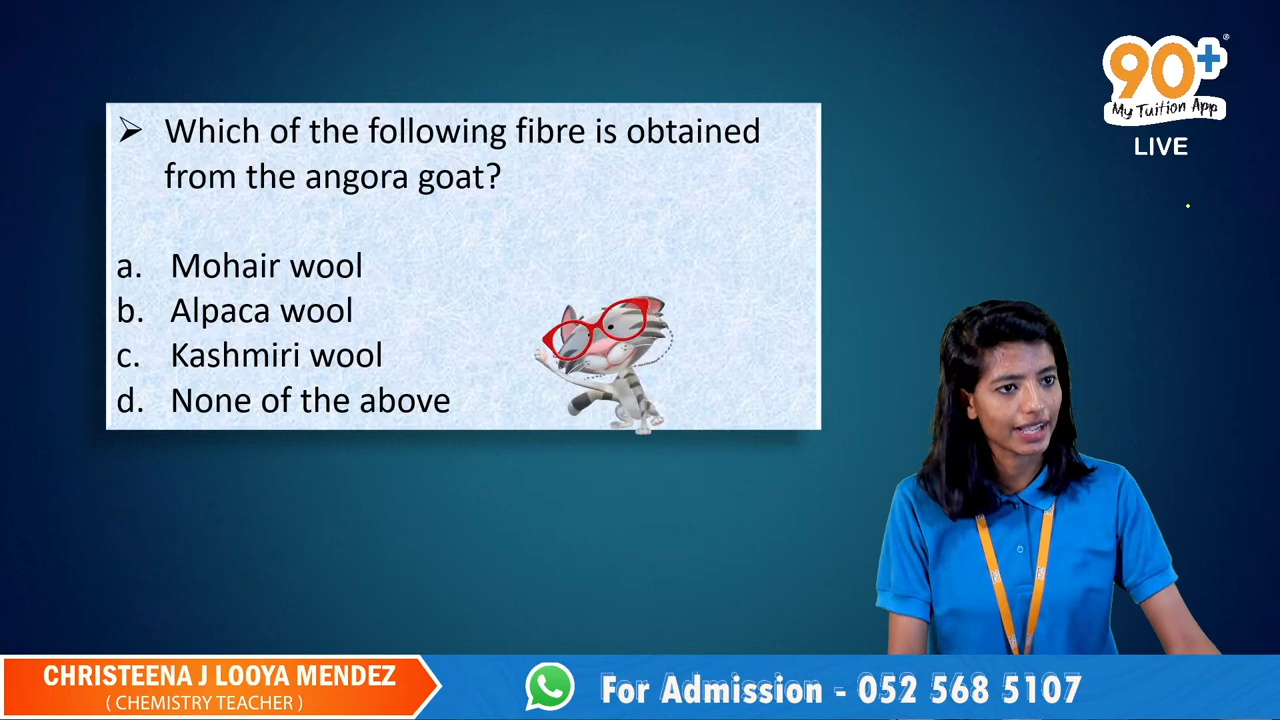 90+
®
My Tuition App
LIVE
➢ Which of the following fibre is obtained
from the angora goat?
a. Mohair wool
b. Alpaca wool
c. Kashmiri wool
d. None of the above
CHRISTEENA J LOOYA MENDEZ
( CHEMISTRY TEACHER )
For Admission - 052 568 5107